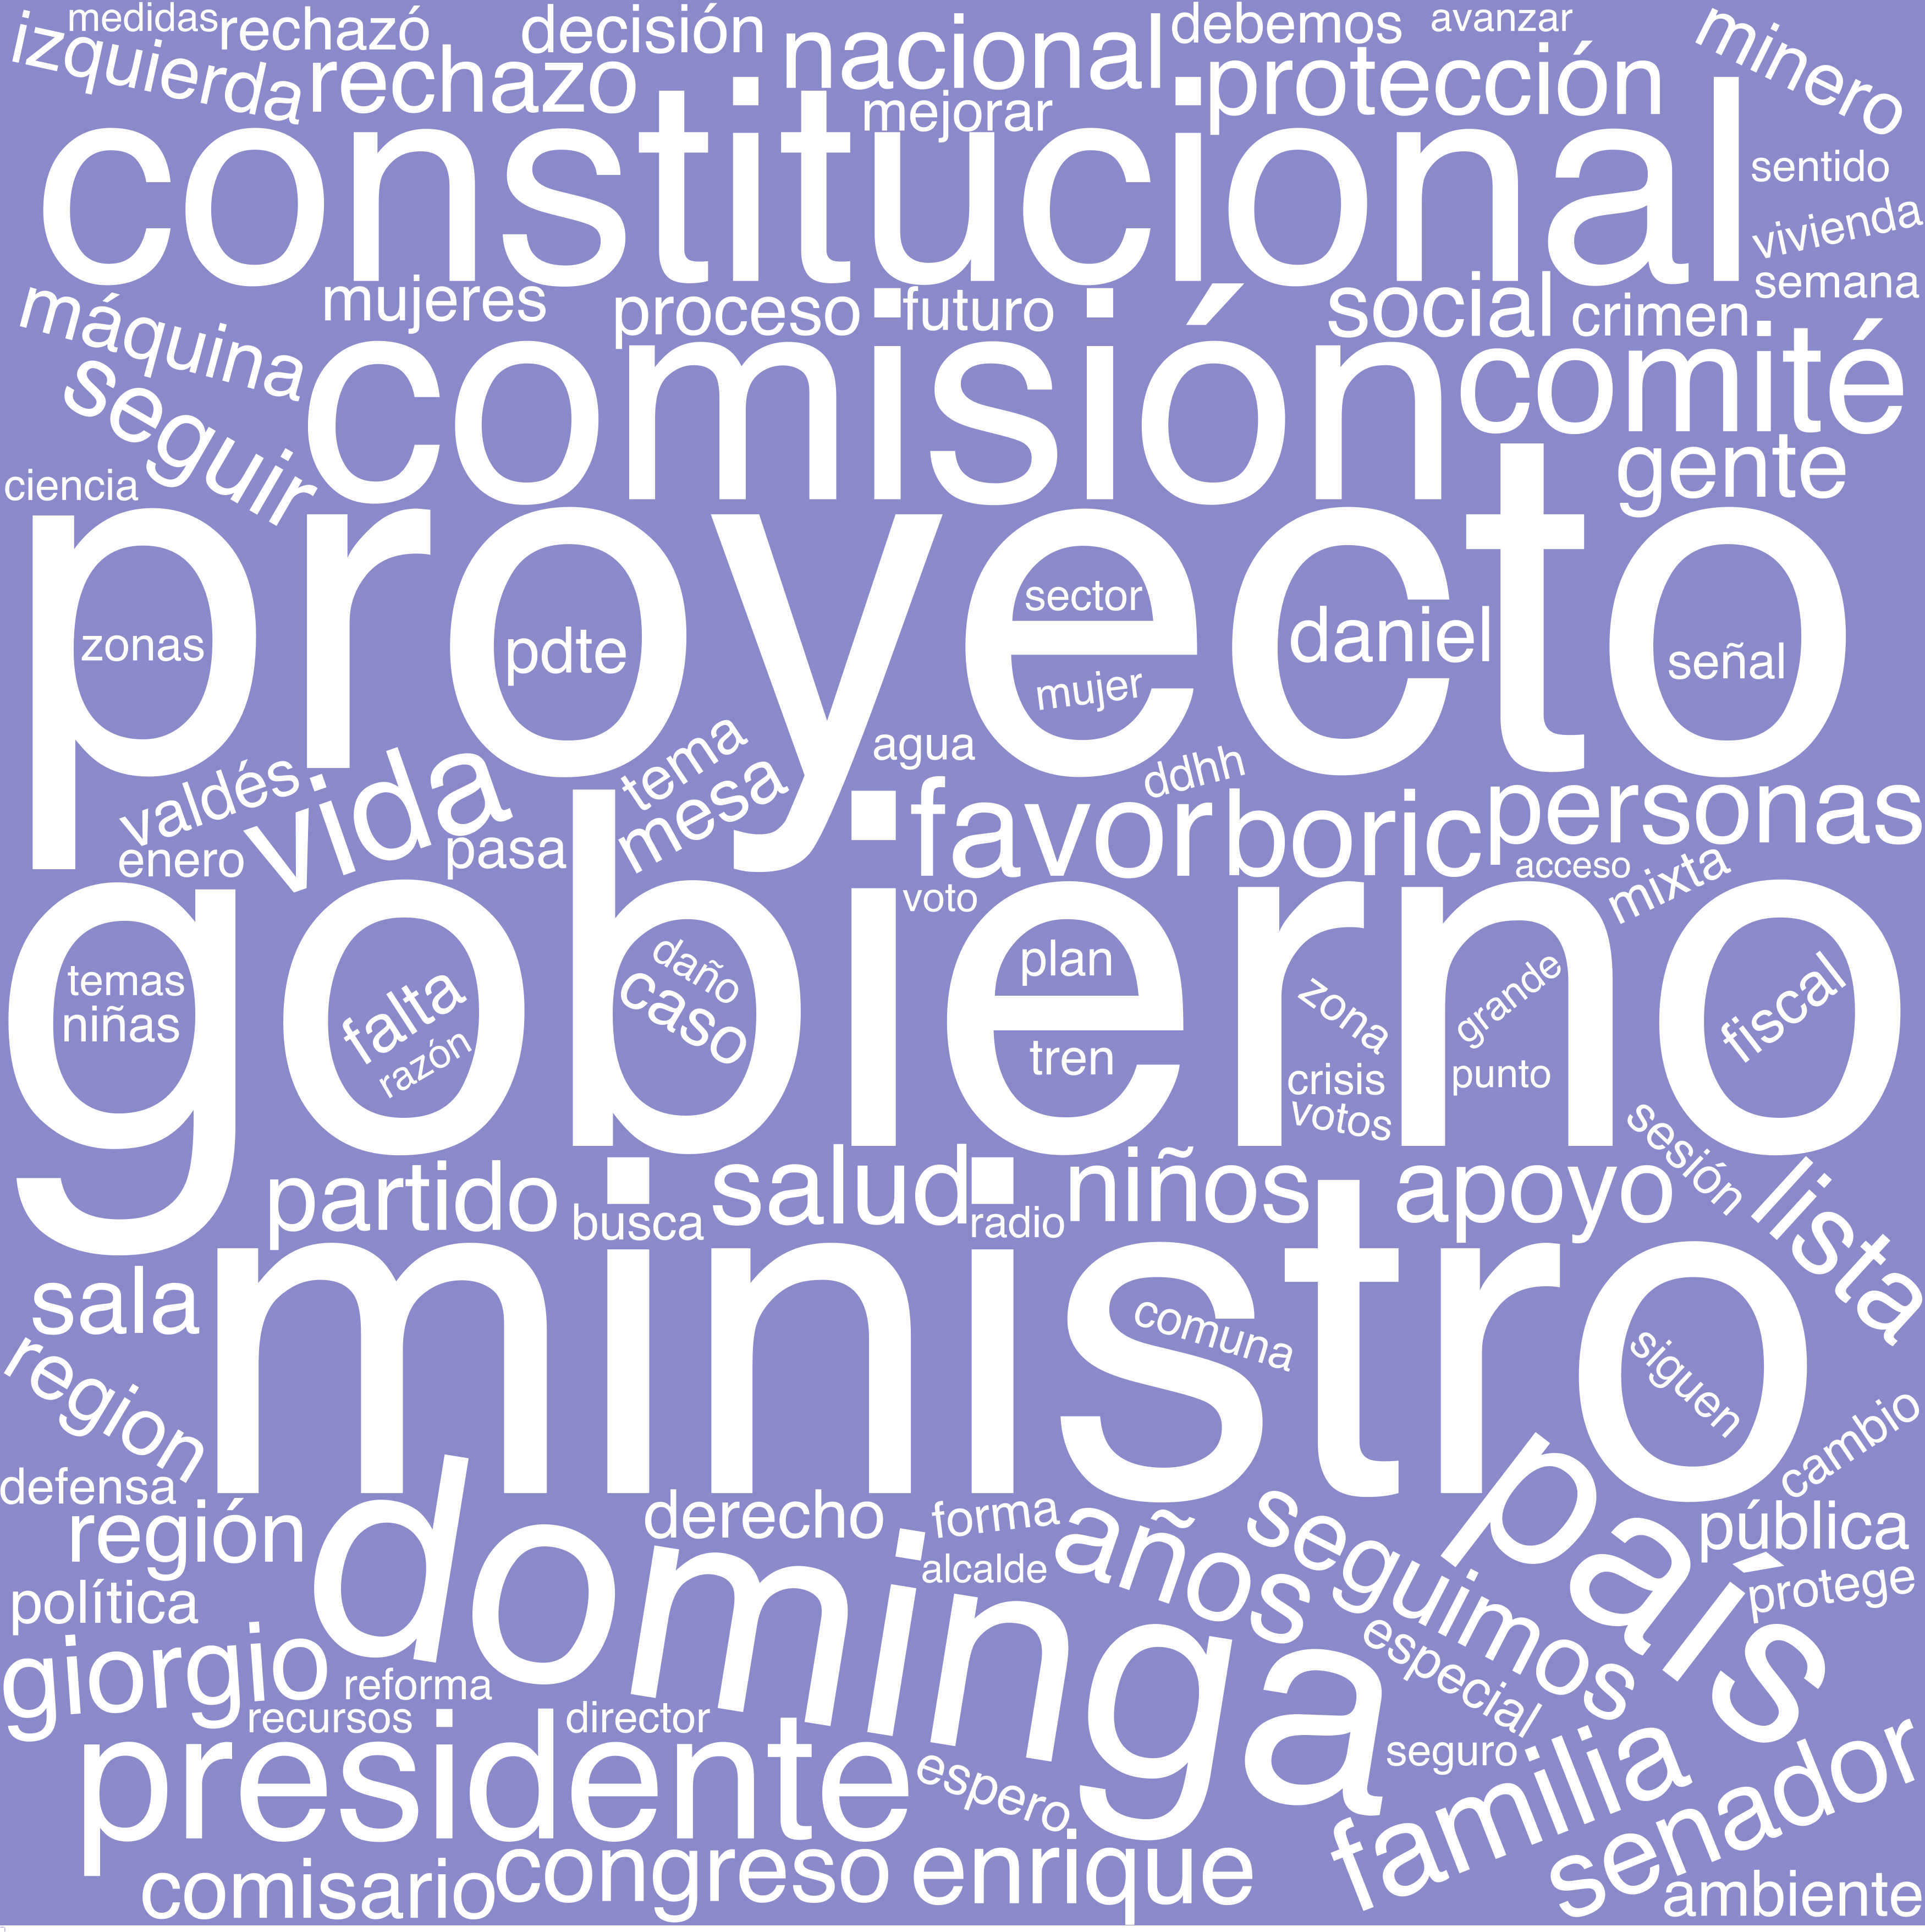 medidas
rechazó
decisión
nacional
debemos
avanzar
minero
izquierda
rechazo
mejorar
protección
constitucional
sentido
vivienda
semana
máquina
mujeres
proceso
futuro
social
crimen
comisión
comité
seguir
gente
ciencia
proyecto
zonas
pdte
sector
daniel
señal
mujer
valdés
vida
tema
agua
ddhh
enero
pasa
mesa
favor
boric
personas
voto
acceso
mixta
gobierno
temas
niñas
falta
razón
daño
caso
plan
tren
zona
grande
crisis
votos
punto
fiscal
sesión
partido
busca
salud
radio
niños
apoyo
lista
sala
ministro
comuna
siguen
region
cambio
defensa
región
dominga
derecho
forma
alcalde
años
seguimos
país
pública
política
protege
giorgio
reforma
especial
recursos
director
presidente
espero
seguro
familia
senador
comisario
congreso
enrique
ambiente